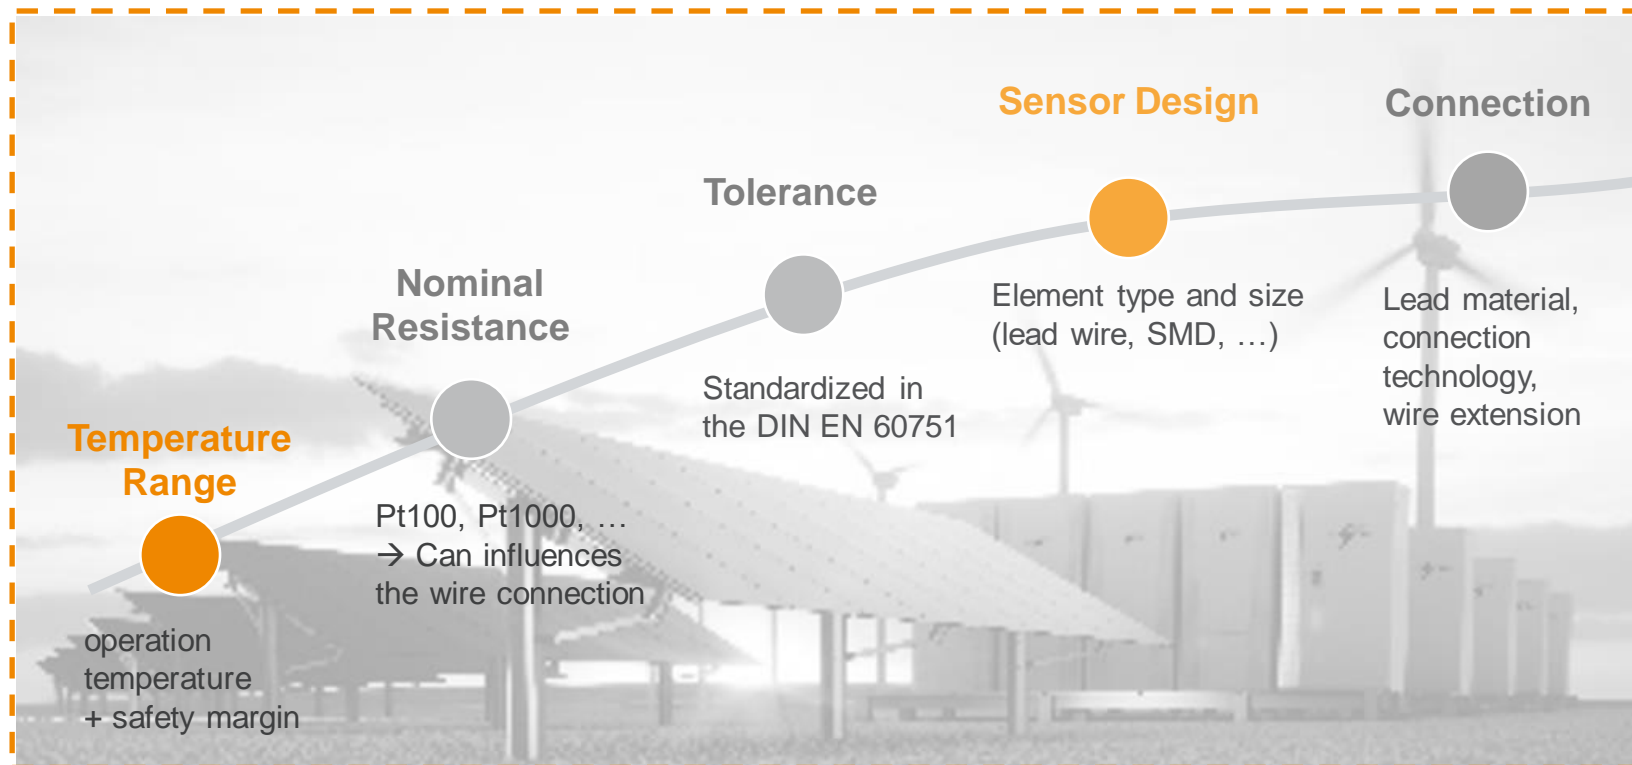 Temperature
Range
operation
temperature
+ safety margin
Nominal
Resistance
Pt100, Pt1000, …
→ Can influences
the wire connection
Tolerance
Standardized in
the DIN EN 60751
Sensor Design
Element type and size
(lead wire, SMD, …)
Connection
Lead material,
connection
technology,
wire extension